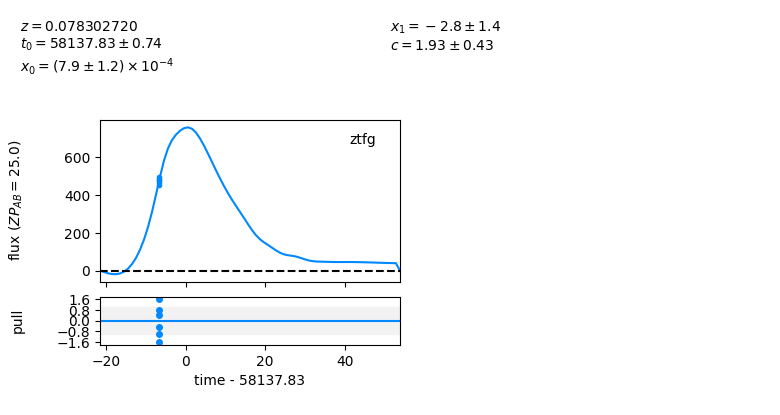 z = 0.078302720
t₀ = 58137.83 ± 0.74
x₀ = (7.9 ± 1.2) × 10⁻⁴
x₁ = −2.8 ± 1.4
c = 1.93 ± 0.43
ztfg
flux (ZP_AB = 25.0)
600
400
200
0
pull
1.6
0.8
0.0
−0.8
−1.6
−20 0 20 40
time - 58137.83